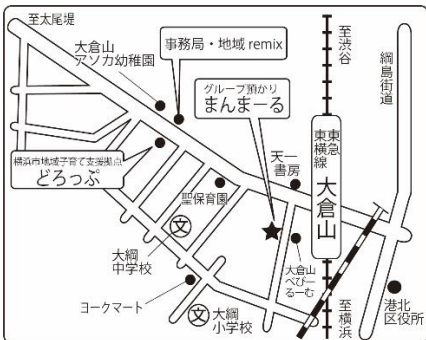 至太尾堤
大倉山
アソカ幼稚園
事務局・地域remix
グループ預かり
まんまーる
至渋谷
綱島街道
横浜市地域子育て支援拠点
どろっぷ
天一
書房
東急
東横線
大倉山
聖保育園
文
大綱
中学校
大倉山
べびー
るーむ
ヨークマート
文
大綱
小学校
至横浜
港北
区役所